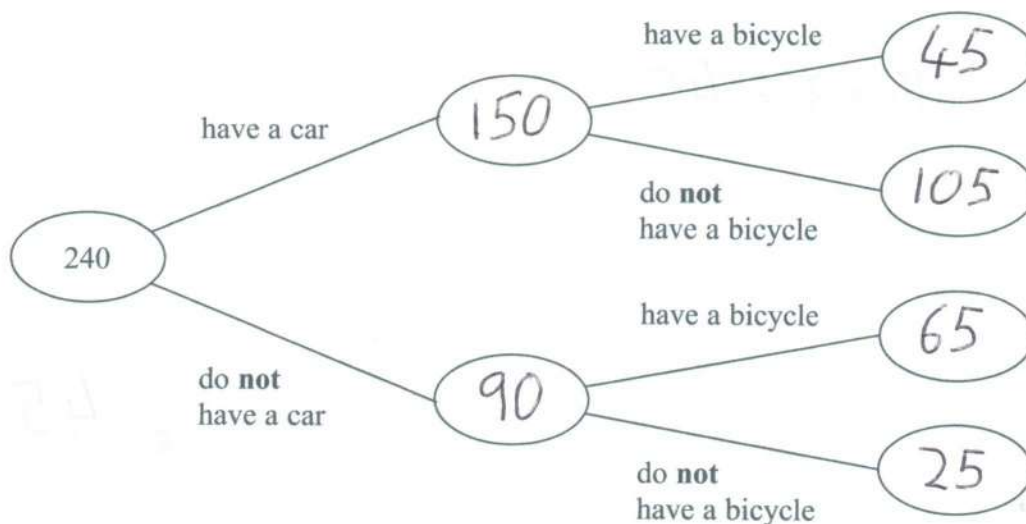 have a bicycle
45
have a car
150
do not
have a bicycle
105
240
have a bicycle
65
do not
have a car
90
do not
have a bicycle
25